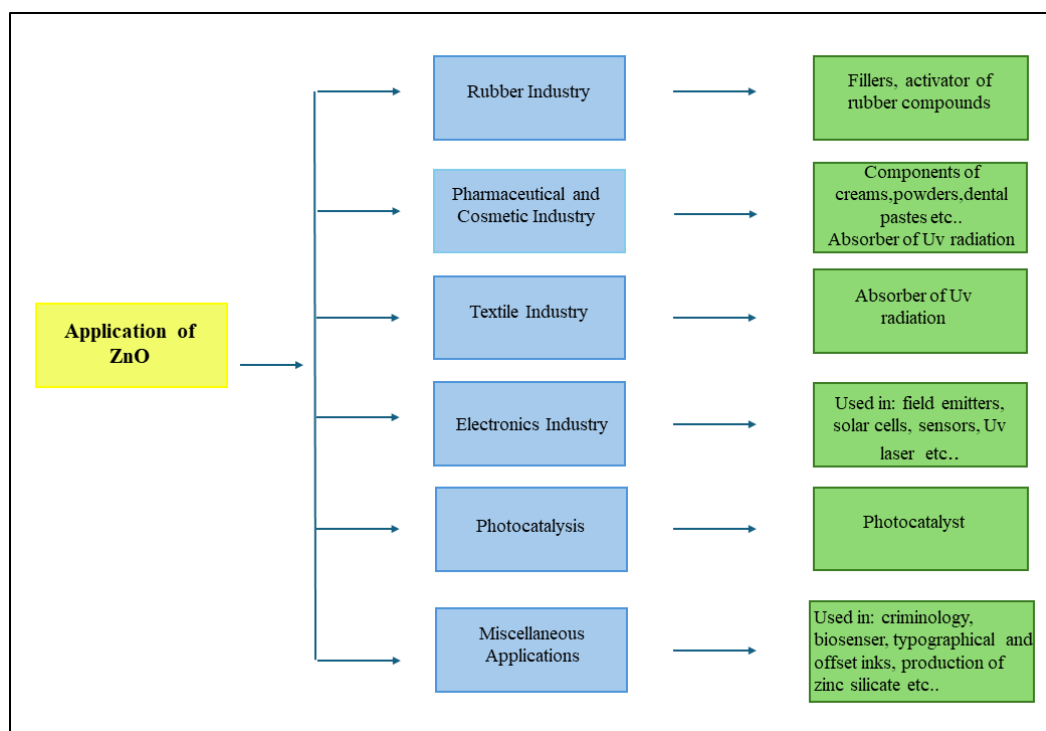 Application of
ZnO
Rubber Industry
Fillers, activator of
rubber compounds
Pharmaceutical and
Cosmetic Industry
Components of
creams,powders,dental
pastes etc..
Absorber of Uv radiation
Textile Industry
Absorber of Uv
radiation
Electronics Industry
Used in: field emitters,
solar cells, sensors, Uv
laser etc..
Photocatalysis
Photocatalyst
Miscellaneous
Applications
Used in: criminology,
biosenser, typographical and
offset inks, production of
zinc silicate etc..